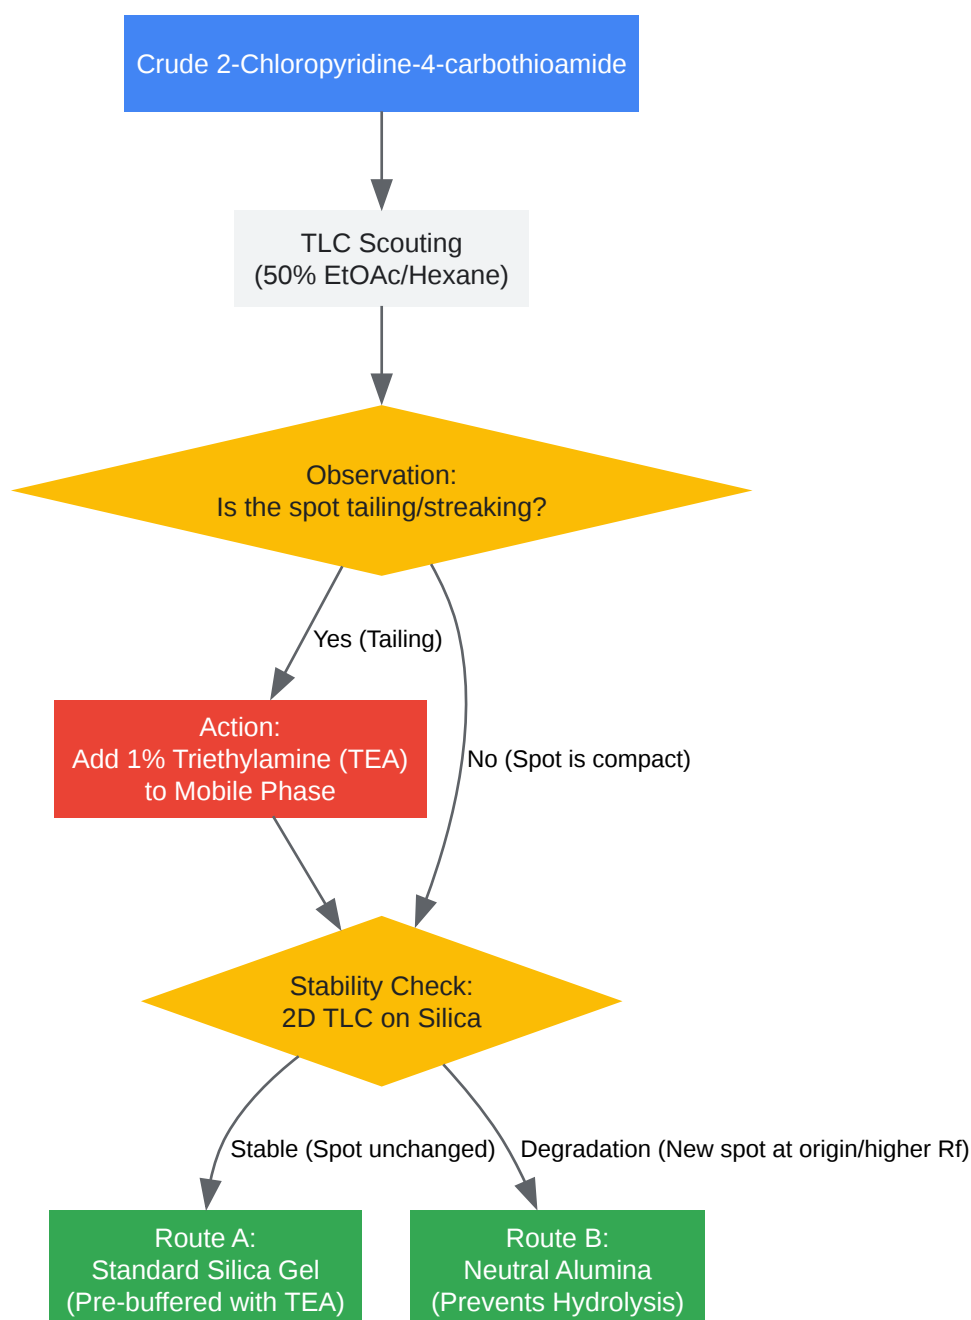 Crude 2-Chloropyridine-4-carbothioamide
TLC Scouting
(50% EtOAc/Hexane)
Observation:
Is the spot tailing/streaking?
Yes (Tailing)
Action:
Add 1% Triethylamine (TEA)
to Mobile Phase
No (Spot is compact)
Stability Check:
2D TLC on Silica
Stable (Spot unchanged)
Degradation (New spot at origin/higher Rf)
Route A:
Standard Silica Gel
(Pre-buffered with TEA)
Route B:
Neutral Alumina
(Prevents Hydrolysis)